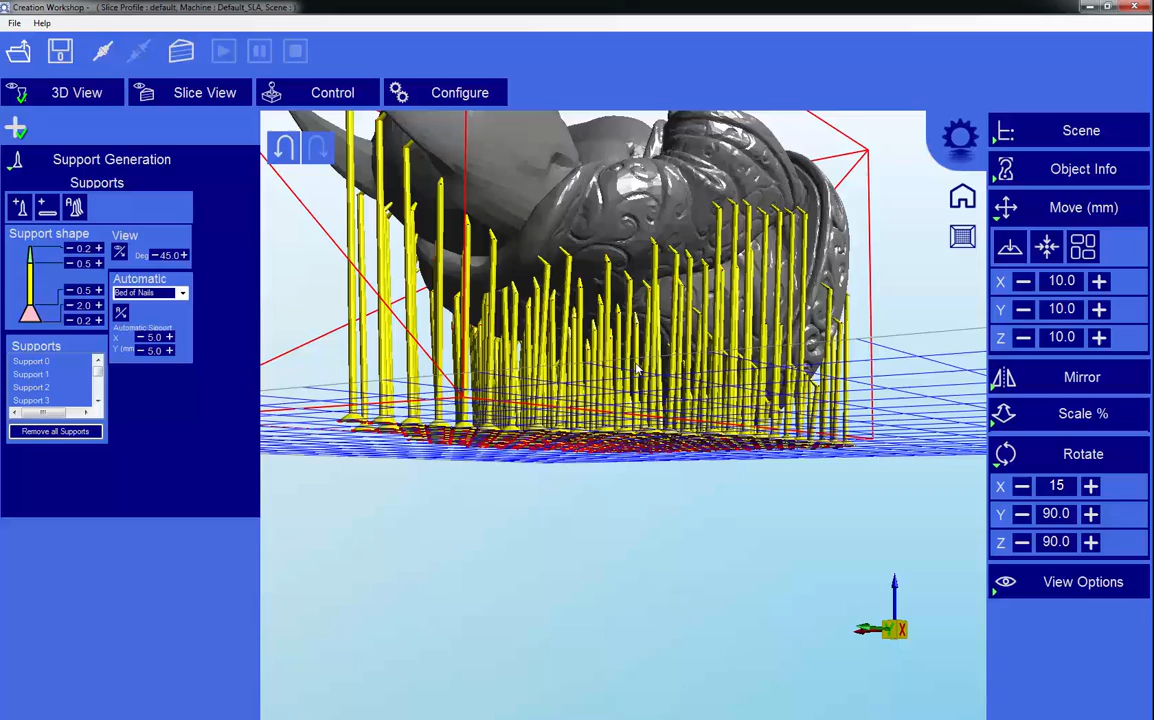 Creation Workshop - ( Slice Profile : default, Machine : Default_SLA, Scene : )
File Help
3D View Slice View Control Configure
Support Generation
Supports
Support shape
0.2
0.5
0.5
2.0
0.2
View
Deg 45.0
Automatic
Bed of Nails
Automatic Support
X 5.0
Y (mm 5.0
Supports
Support 0
Support 1
Support 2
Support 3
Remove all Supports
Scene
Object Info
Move (mm)
X 10.0
Y 10.0
Z 10.0
Mirror
Scale %
Rotate
X 15
Y 90.0
Z 90.0
View Options
Y X